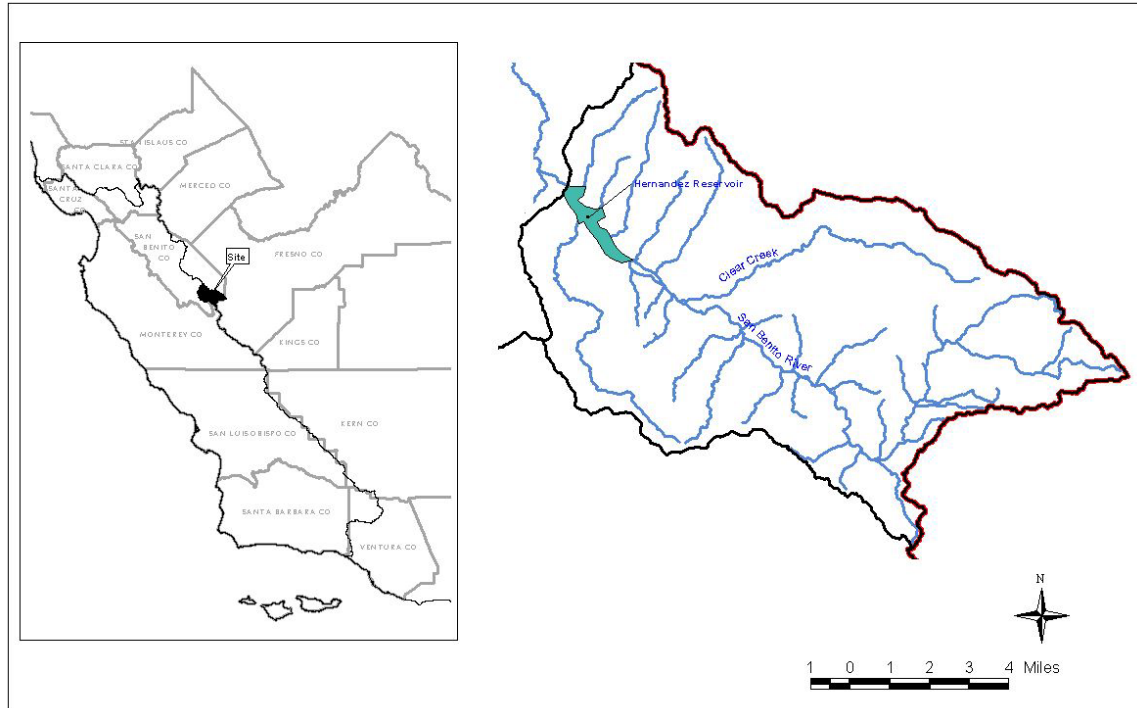 STANISLAUS CO
SANTA CLARA CO
MERCED CO
SANTA
CRUZ
CO
SAN
BENITO
CO
FRESNO CO
Site
MONTEREY CO
KINGS CO
SAN LUIS OBISPO CO
KERN CO
SANTA BARBARA CO
VENTURA CO
Hernandez Reservoir
Clear Creek
San Benito River
N
1 0 1 2 3 4 Miles